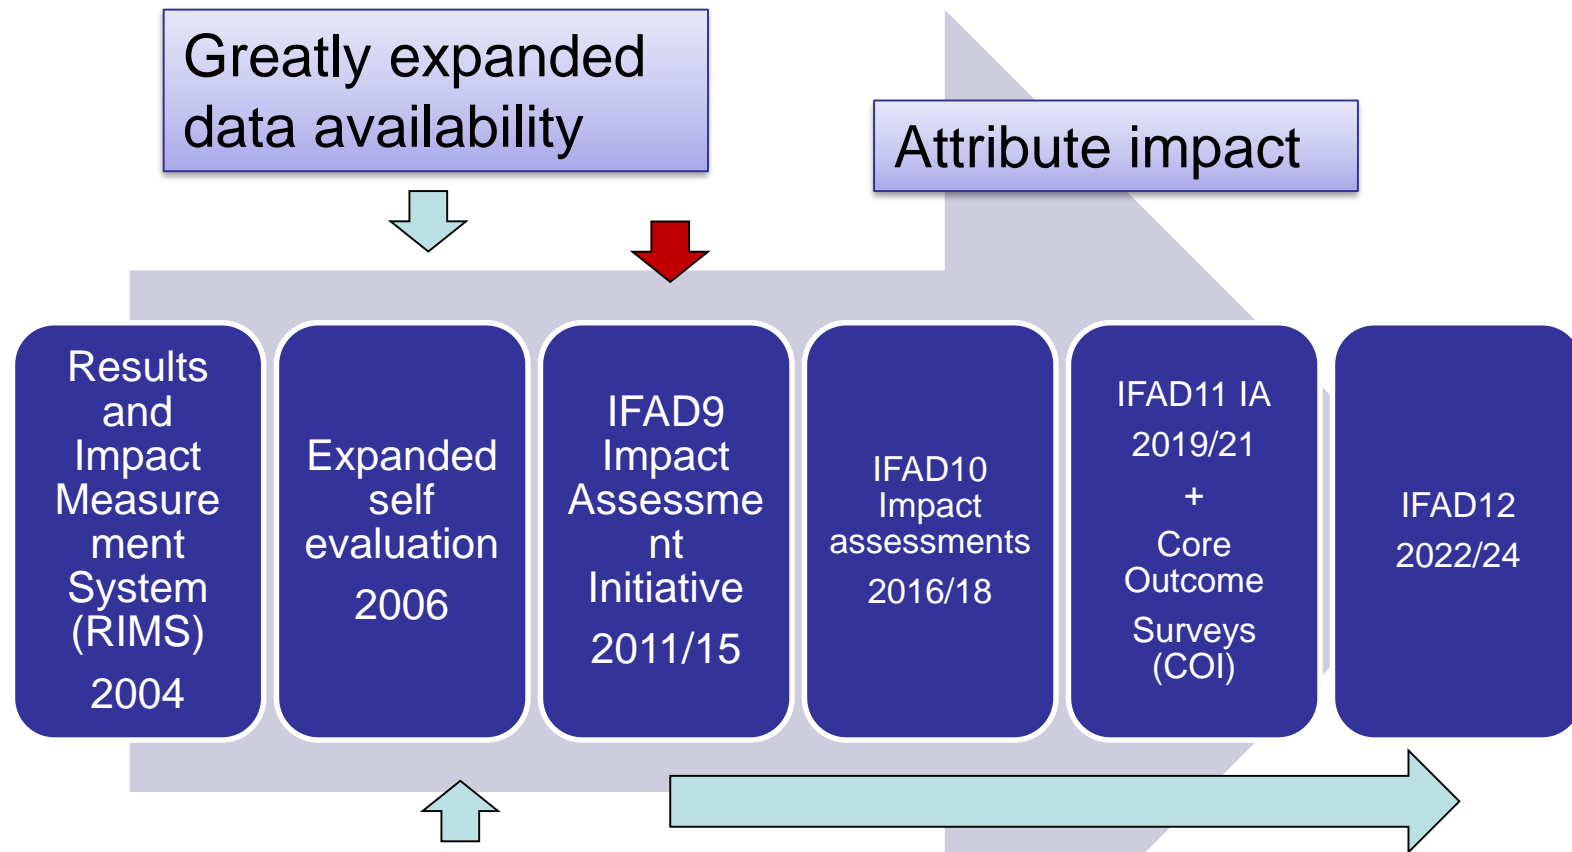 Greatly expanded
data availability
Attribute impact
Results
and
Impact
Measure
ment
System
(RIMS)
2004
Expanded
self
evaluation
2006
IFAD9
Impact
Assessme
nt
Initiative
2011/15
IFAD10
Impact
assessments
2016/18
IFAD11 IA
2019/21
+
Core
Outcome
Surveys
(COI)
IFAD12
2022/24